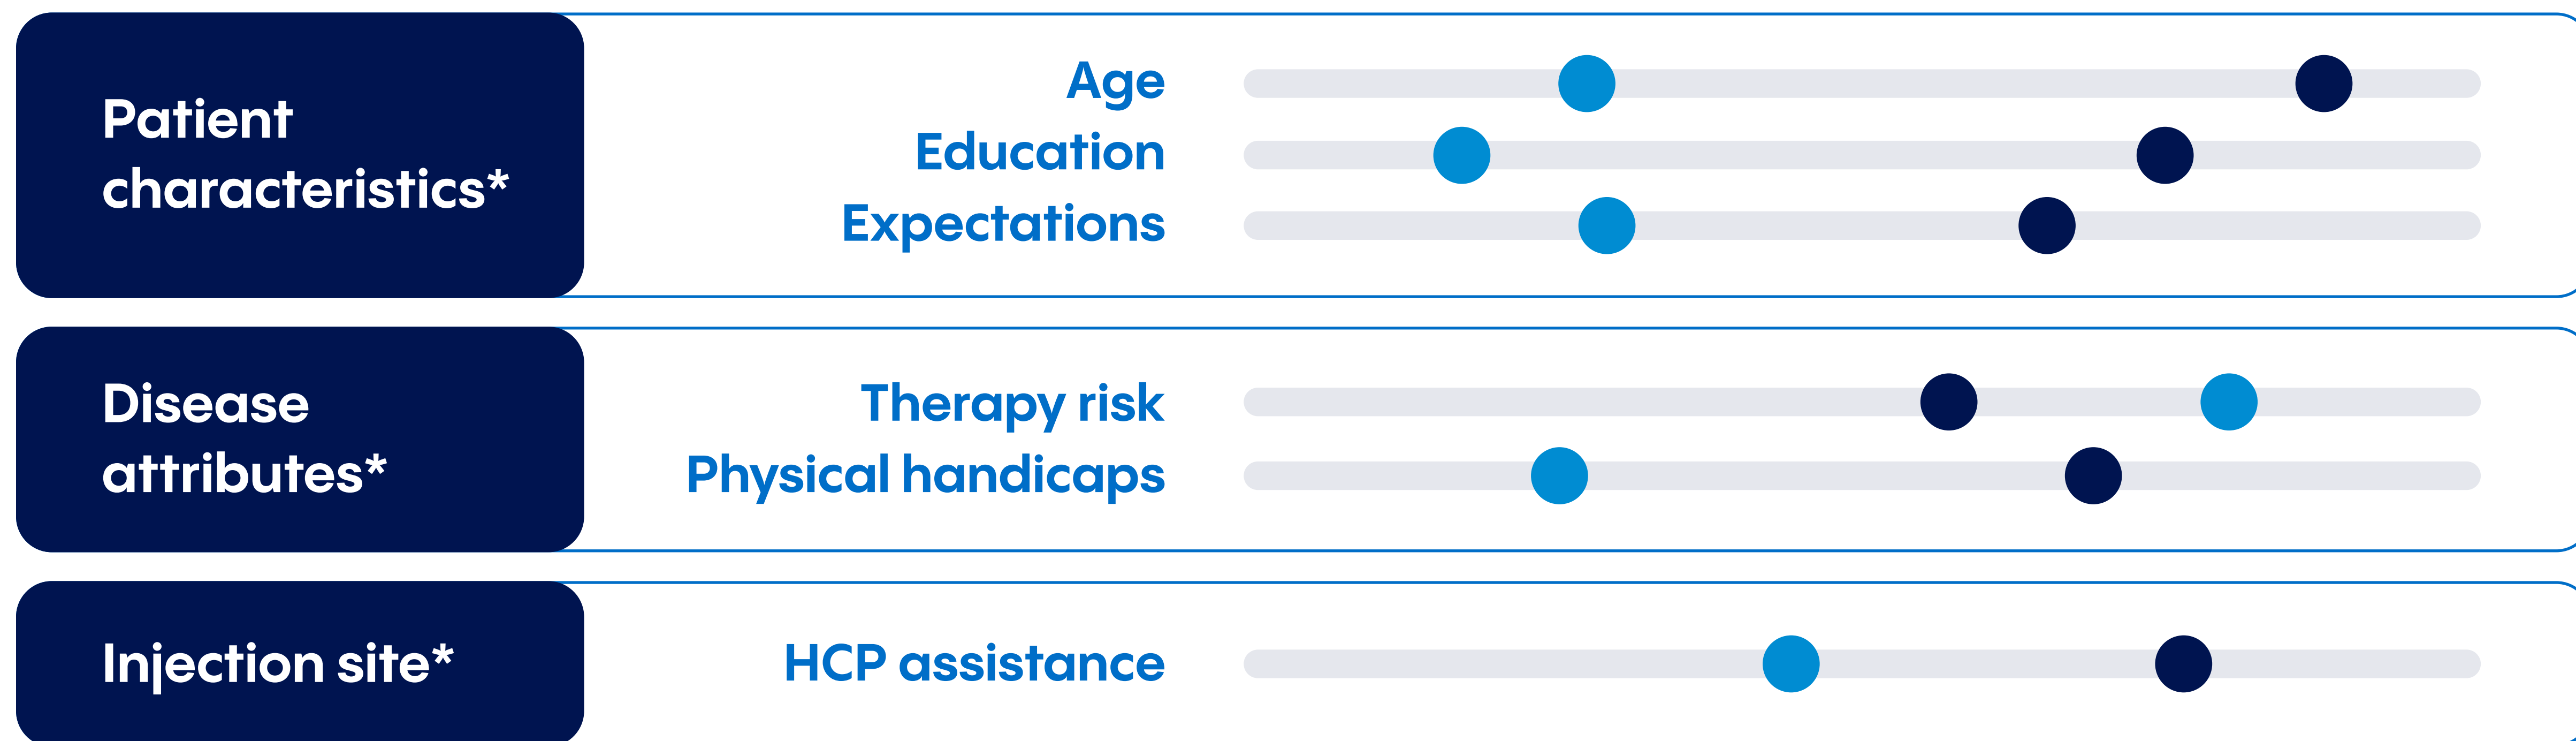 Patient
characteristics*
Age
Education
Expectations
Disease
attributes*
Therapy risk
Physical handicaps
Injection site*
HCP assistance